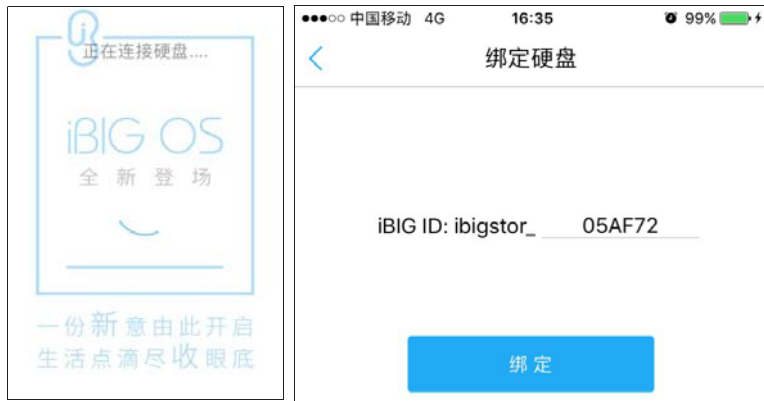 正在连接硬盘....
iBIG OS
全新登场
一份新意由此开启
生活点滴尽收眼底
中国移动 4G 16:35 99%
绑定硬盘
iBIG ID: ibigstor_ 05AF72
绑定